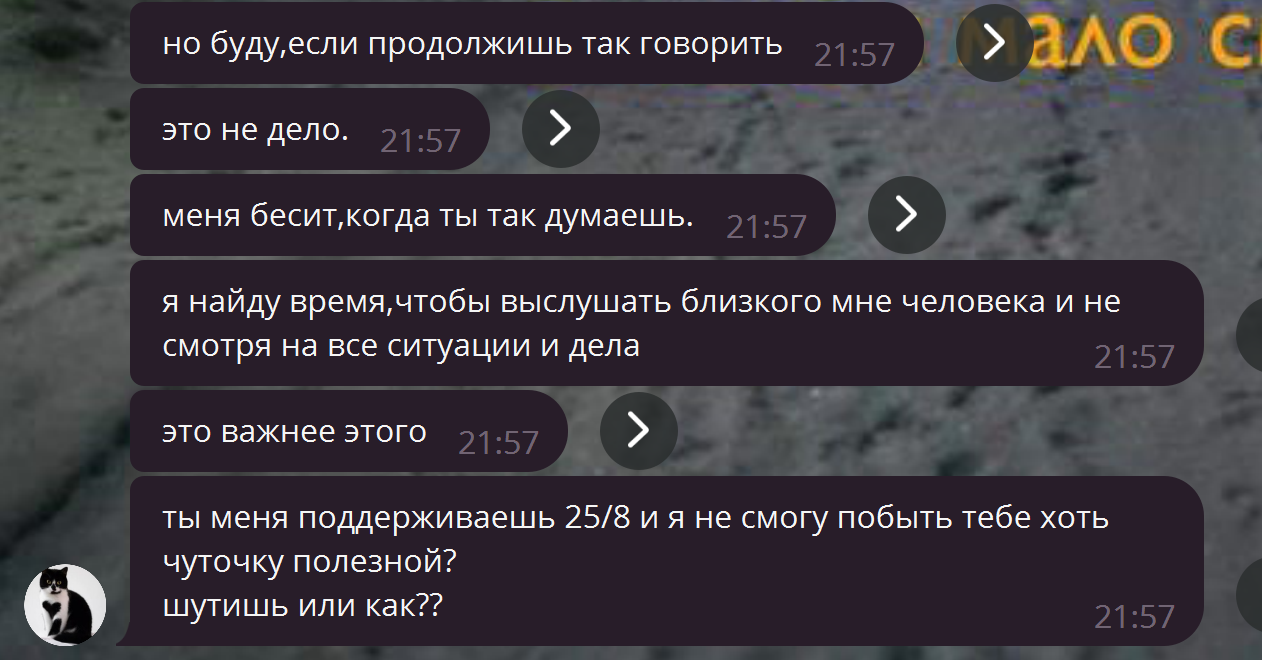 но буду,если продолжишь так говорить 21:57
мало
это не дело. 21:57
меня бесит,когда ты так думаешь. 21:57
я найду время,чтобы выслушать близкого мне человека и не
смотря на все ситуации и дела 21:57
это важнее этого 21:57
ты меня поддерживаешь 25/8 и я не смогу побыть тебе хоть
чуточку полезной?
шутишь или как?? 21:57